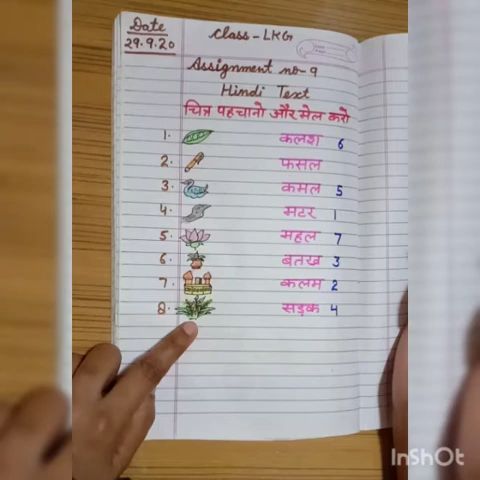 Date
29.9.20
Class - LKG
Assignment no-9
Hindi Text
चित्र पहचानो और मेल करो
1. कलश 6
2. फसल
3. कमल 5
4. मटर 1
5. महल 7
6. बतख 3
7. कलम 2
8. सड़क 4
InShOt